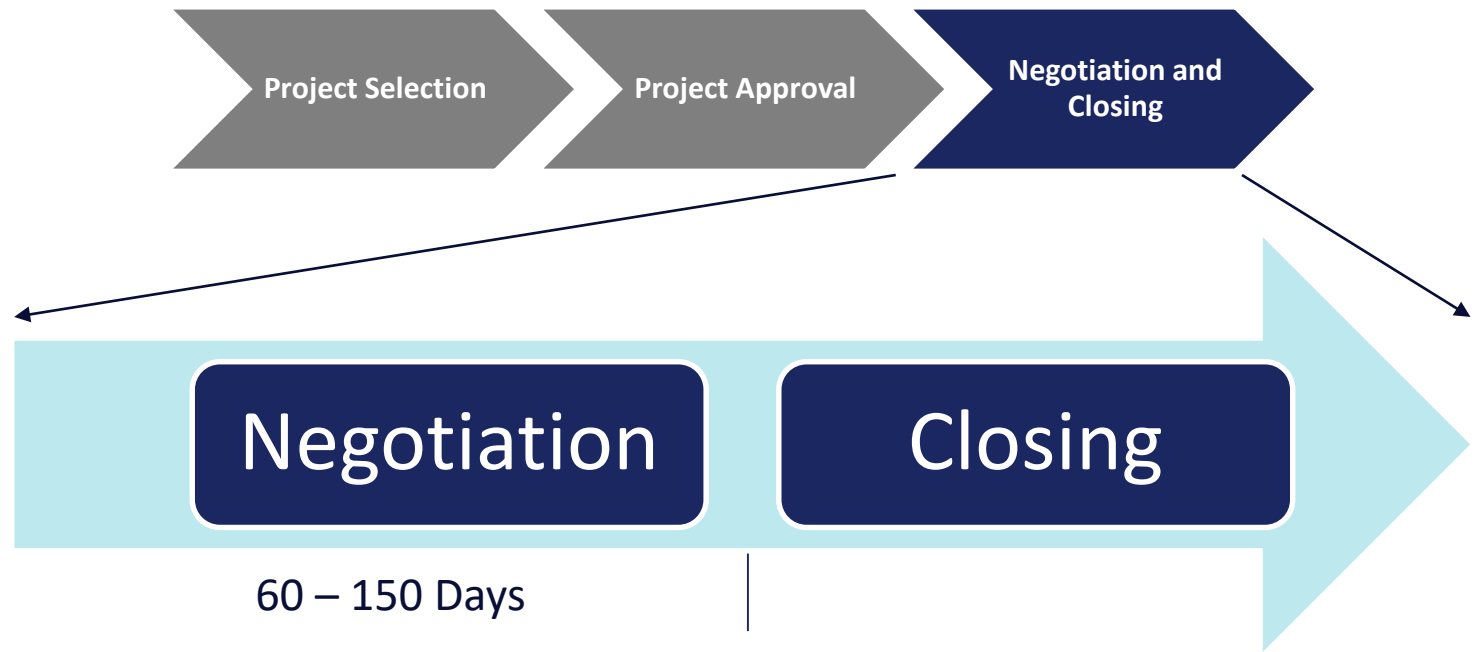 Project Selection
Project Approval
Negotiation and
Closing
Negotiation
Closing
60 – 150 Days